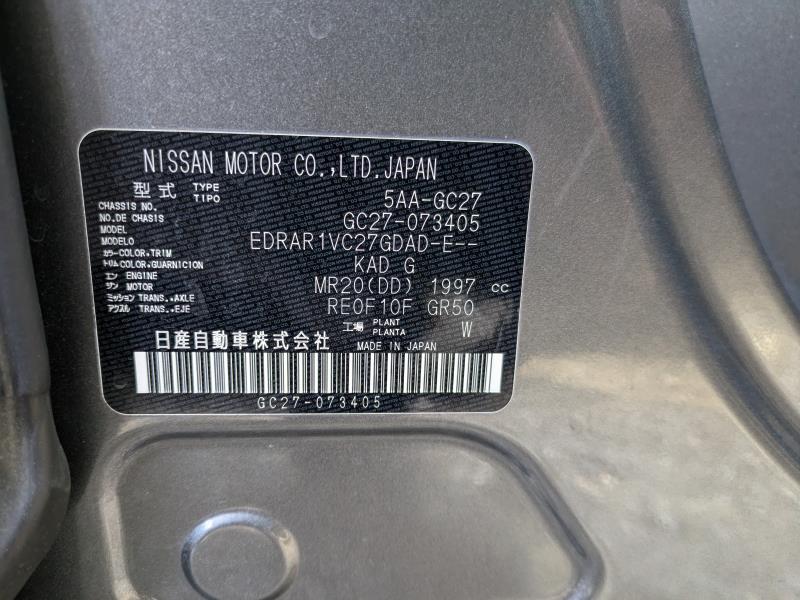 NISSAN MOTOR CO.,LTD.JAPAN
型式 TYPE TIPO 5AA-GC27
CHASSIS NO.
NO.DE CHASIS GC27-073405
MODEL
MODELO EDRAR1VC27GDAD-E--
カラー COLOR,TRIM
トリム COLOR,GUARNICION KAD G
エンジン ENGINE MOTOR MR20(DD) 1997 cc
ミッション TRANS.,AXLE
アクスル TRANS.,EJE RE0F10F GR50
工場 PLANT PLANTA W
日産自動車株式会社 MADE IN JAPAN
GC27-073405